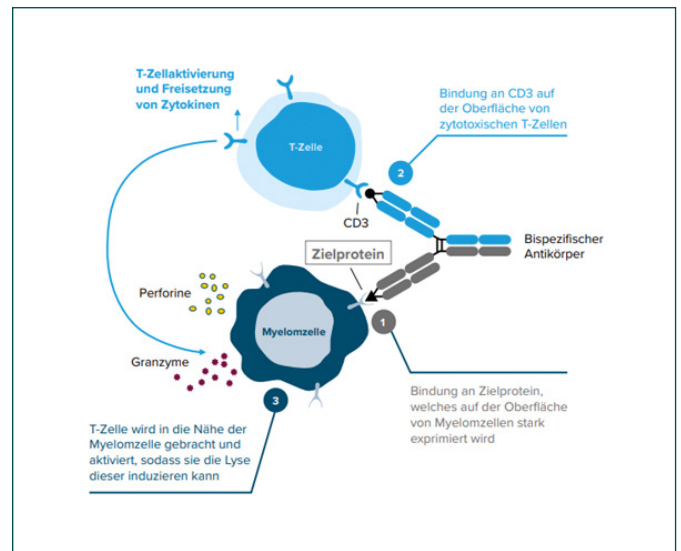 T-Zellaktivierung
und Freisetzung
von Zytokinen
T-Zelle
Bindung an CD3 auf
der Oberfläche von
zytotoxischen T-Zellen
2
CD3
Zielprotein
Bispezifischer
Antikörper
Perforine
Myelomzelle
1
Granzyme
3
Bindung an Zielprotein,
welches auf der Oberfläche
von Myelomzellen stark
exprimiert wird
T-Zelle wird in die Nähe der
Myelomzelle gebracht und
aktiviert, sodass sie die Lyse
dieser induzieren kann